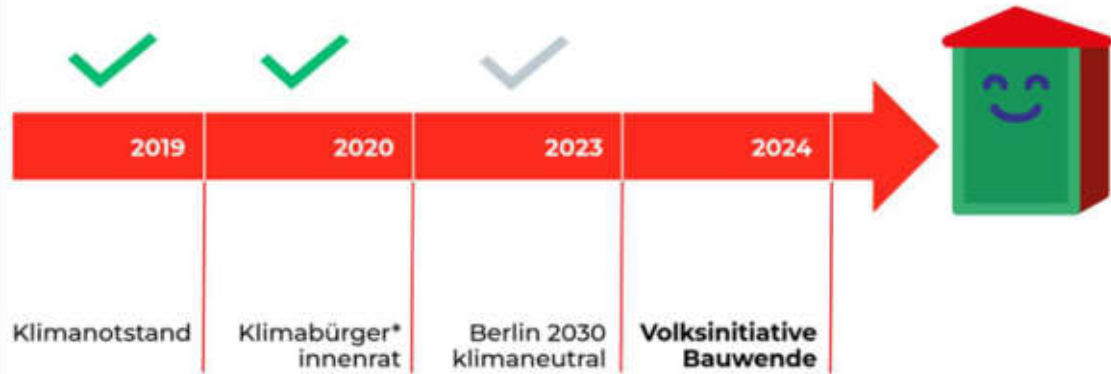 2019 2020 2023 2024
Klimanotstand
Klimabürger*
innenrat
Berlin 2030
klimaneutral
Volksinitiative
Bauwende